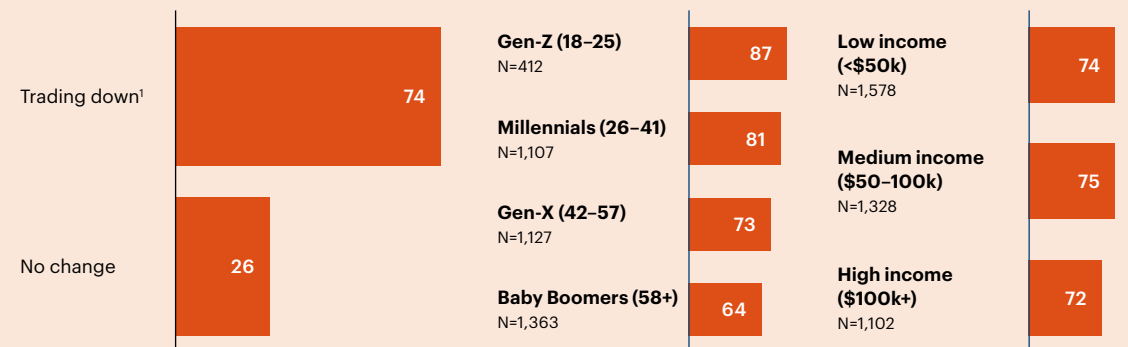 Trading down¹
74
No change
26
Gen-Z (18–25)
N=412
87
Millennials (26–41)
N=1,107
81
Gen-X (42–57)
N=1,127
73
Baby Boomers (58+)
N=1,363
64
Low income
(<$50k)
N=1,578
74
Medium income
($50–100k)
N=1,328
75
High income
($100k+)
N=1,102
72